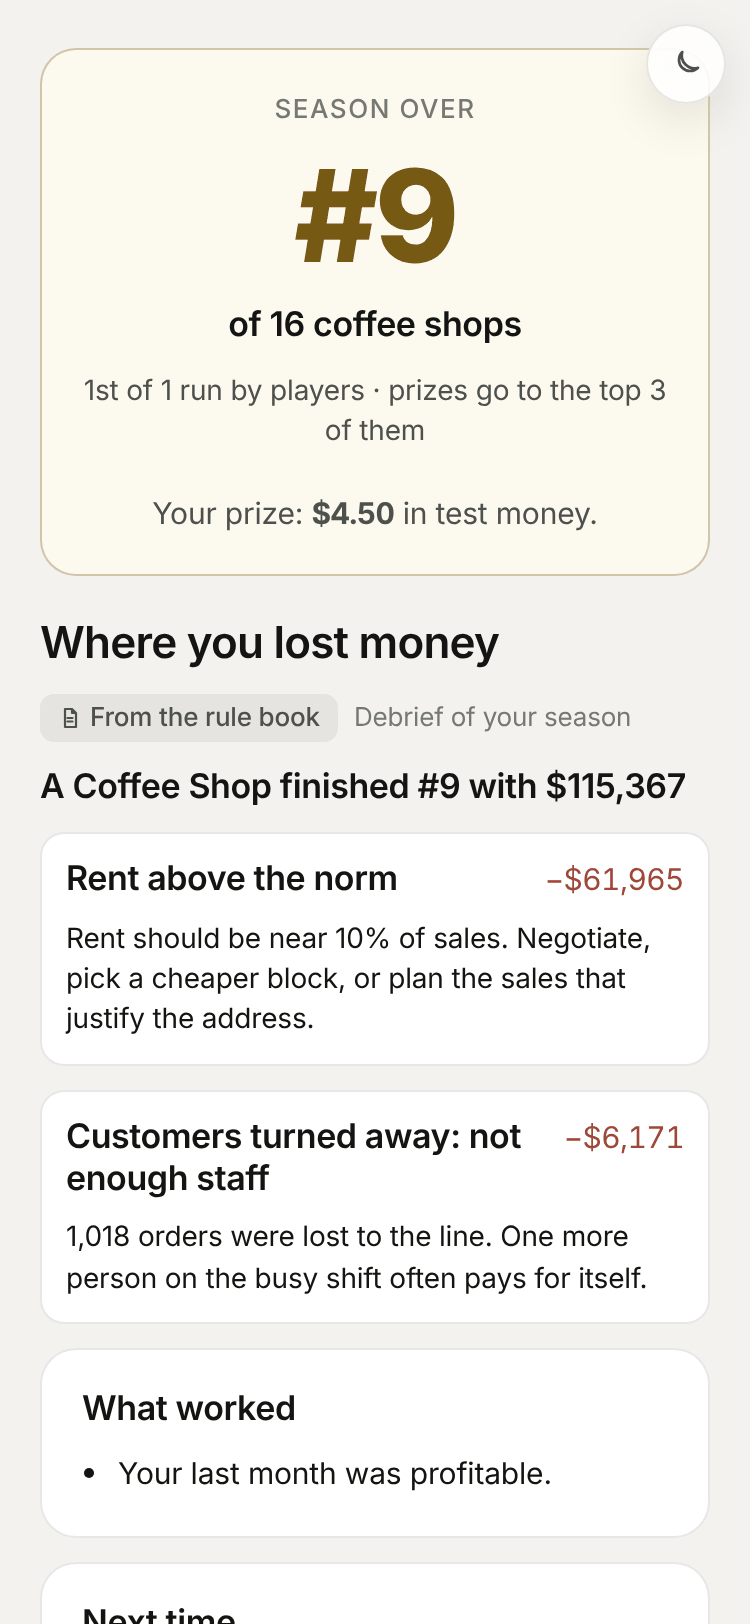 SEASON OVER
#9
of 16 coffee shops
1st of 1 run by players · prizes go to the top 3
of them
Your prize: $4.50 in test money.
Where you lost money
From the rule book
Debrief of your season
A Coffee Shop finished #9 with $115,367
Rent above the norm
−$61,965
Rent should be near 10% of sales. Negotiate,
pick a cheaper block, or plan the sales that
justify the address.
Customers turned away: not
enough staff
−$6,171
1,018 orders were lost to the line. One more
person on the busy shift often pays for itself.
What worked
• Your last month was profitable.
Next time